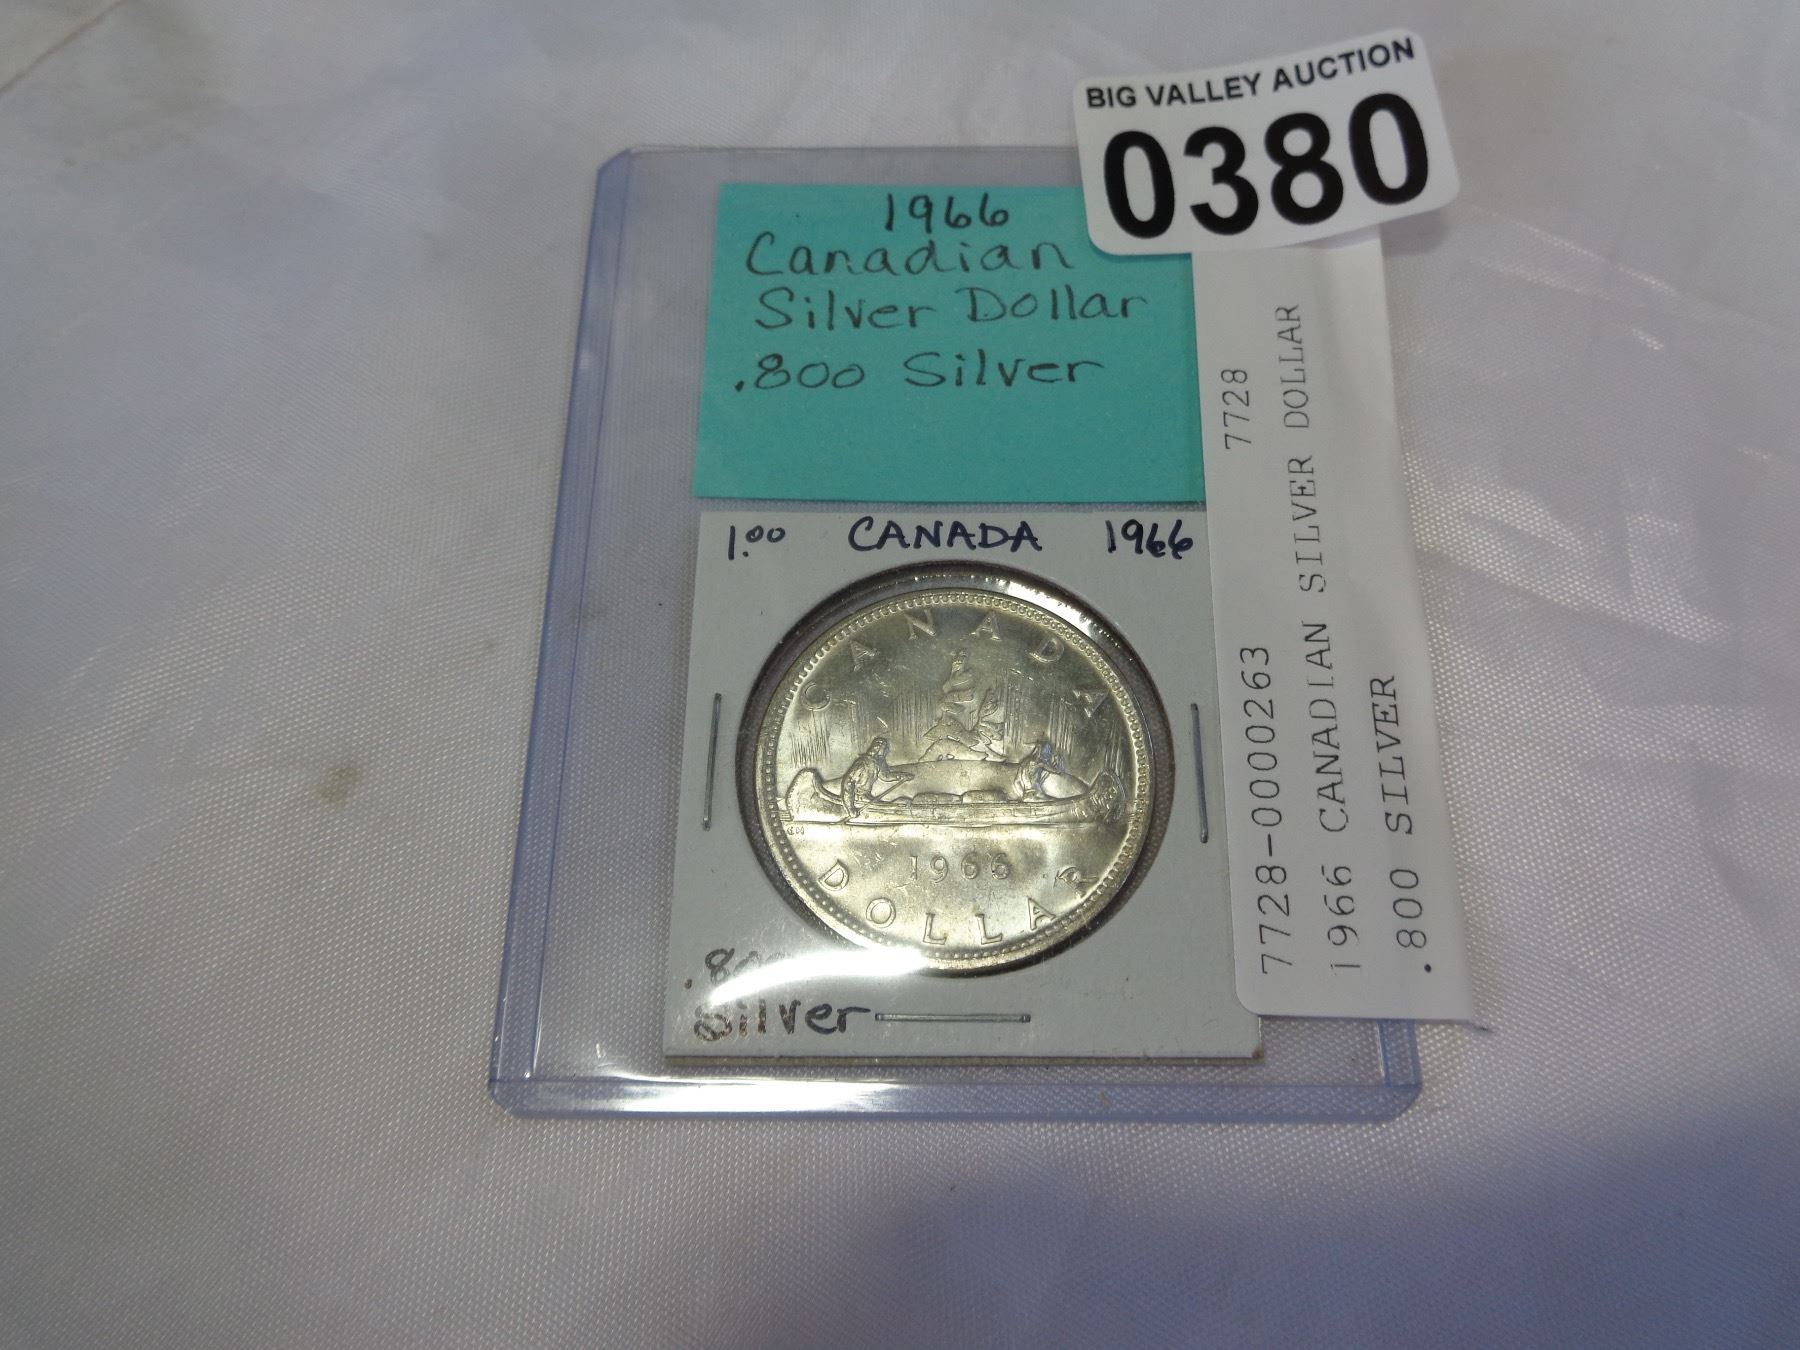 BIG VALLEY AUCTION
0380
1966
Canadian
Silver Dollar
.800 Silver
7728
7728-0000263
1966 CANADIAN SILVER DOLLAR
.800 SILVER
1.00 CANADA 1966
CANADA
1966
DOLLAR
Silver